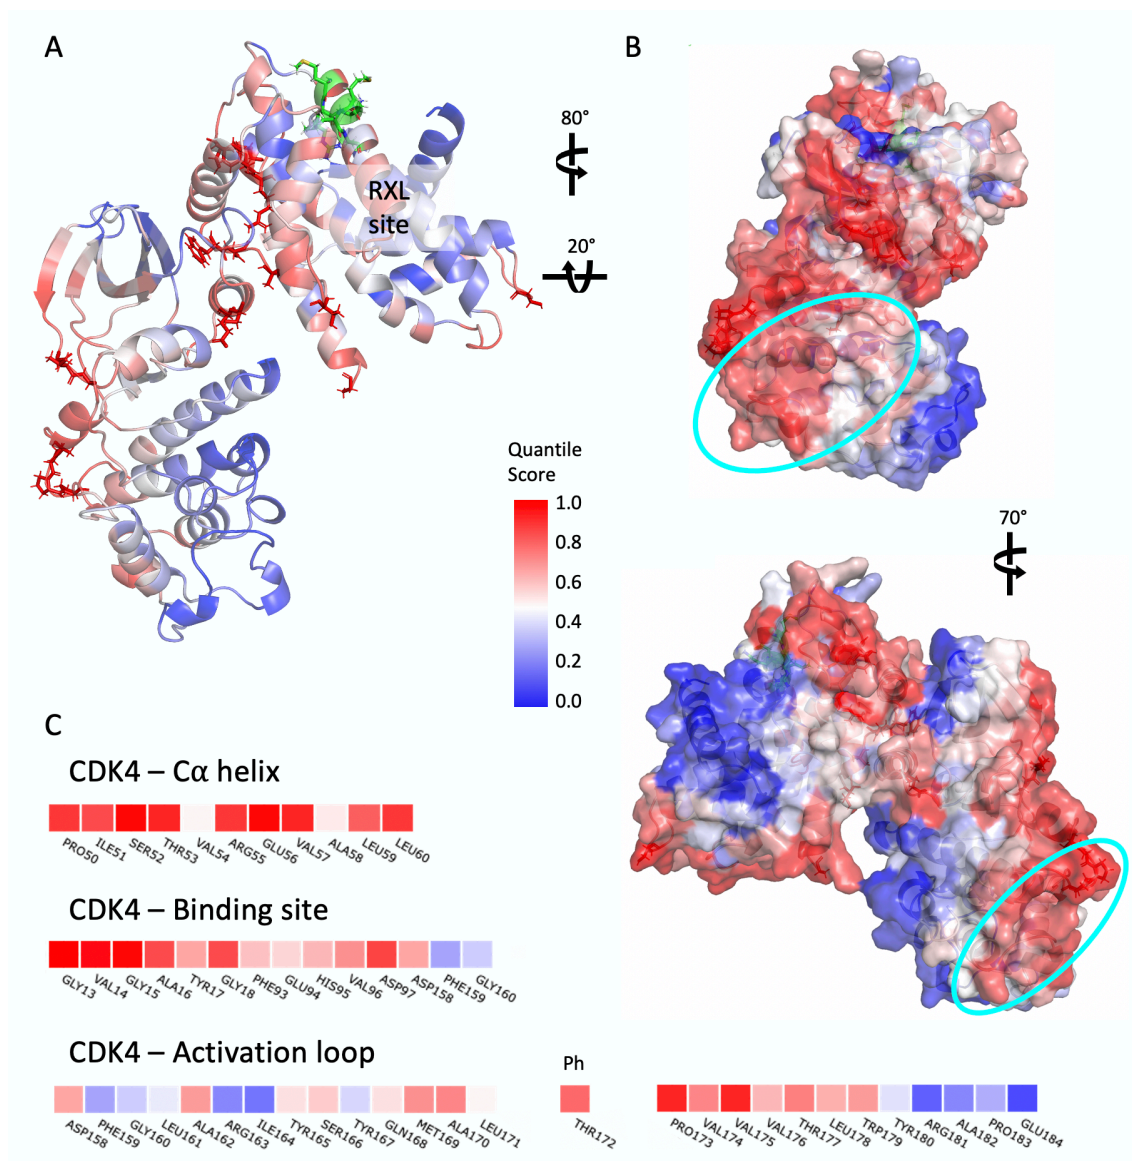 A
B
80°
RXL
site
20°
Quantile
Score
1.0
0.8
0.6
0.4
0.2
0.0
70°
C
CDK4 – Cα helix
PRO50 ILE51 SER52 THR53 VAL54 ARG55 GLU56 VAL57 ALA58 LEU59 LEU60
CDK4 – Binding site
GLY13 VAL14 GLY15 ALA16 TYR17 GLY18 PHE93 GLU94 HIS95 VAL96 ASP97 ASP158 PHE159 GLY160
CDK4 – Activation loop
Ph
ASP158 PHE159 GLY160 LEU161 ALA162 ARG163 ILE164 TYR165 SER166 TYR167 GLN168 MET169 ALA170 LEU171 THR172 PRO173 VAL174 VAL175 VAL176 THR177 LEU178 TRP179 TYR180 ARG181 ALA182 PRO183 GLU184